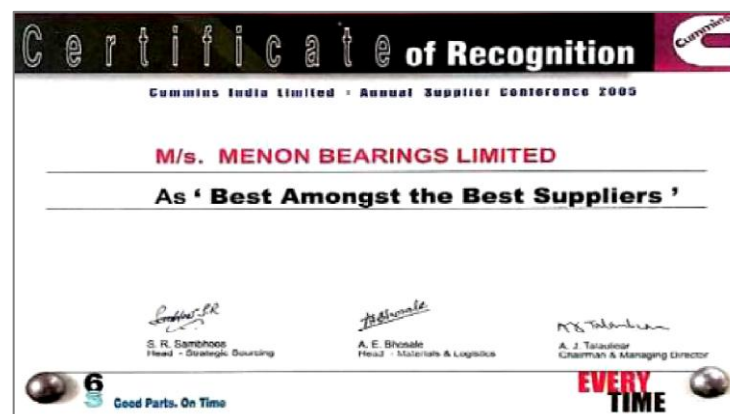 Certificate of Recognition
Cummins
Cummins India Limited - Annual Supplier Conference 2005
M/s. MENON BEARINGS LIMITED
As ‘ Best Amongst the Best Suppliers ’
S. R. Sambhoos
Head - Strategic Sourcing
A. E. Bhosale
Head - Materials & Logistics
A. J. Talaulicar
Chairman & Managing Director
6
S
Good Parts. On Time
EVERY
TIME